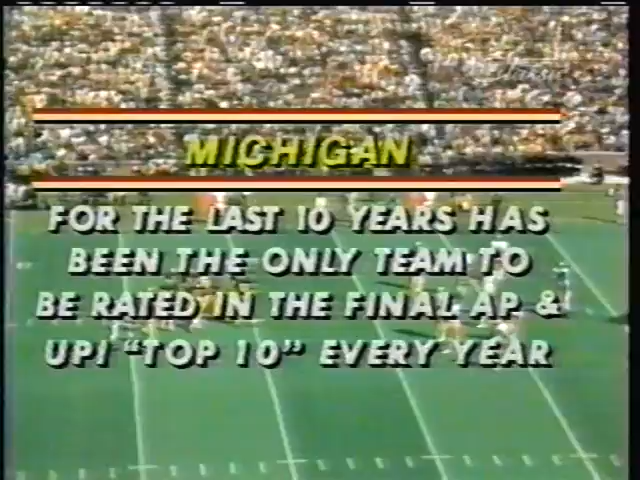 Classic
MICHIGAN
FOR THE LAST 10 YEARS HAS
BEEN THE ONLY TEAM TO
BE RATED IN THE FINAL AP &
UPI "TOP 10" EVERY YEAR